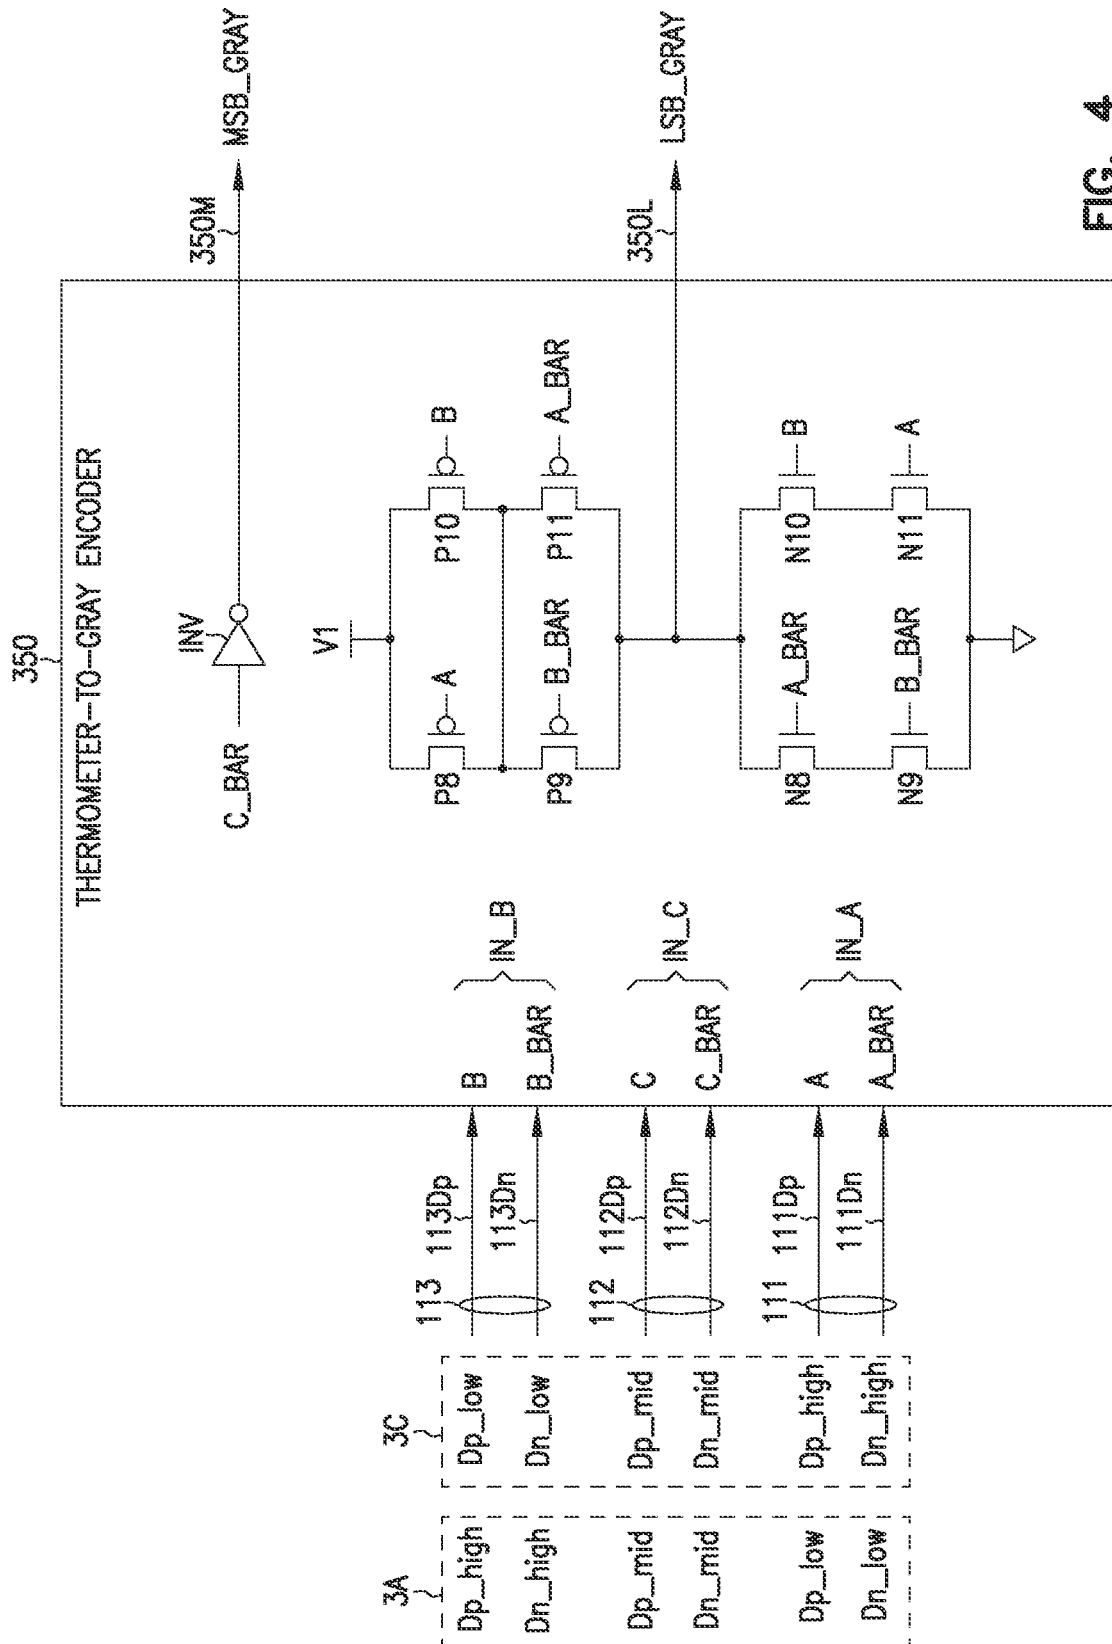 350
THERMOMETER-TO-GRAY ENCODER
C_BAR
INV
350M
MSB_GRAY
V1
P8
A
P10
B
P9
B_BAR
P11
A_BAR
350L
LSB_GRAY
N8
A_BAR
N10
B
N9
B_BAR
N11
A
3A
3C
Dp_high
Dp_low
113
113Dp
B
IN_B
Dn_high
Dn_low
113Dn
B_BAR
Dp_mid
Dp_mid
112
112Dp
C
IN_C
Dn_mid
Dn_mid
112Dn
C_BAR
Dp_low
Dp_high
111
111Dp
A
IN_A
Dn_low
Dn_high
111Dn
A_BAR
FIG. 4